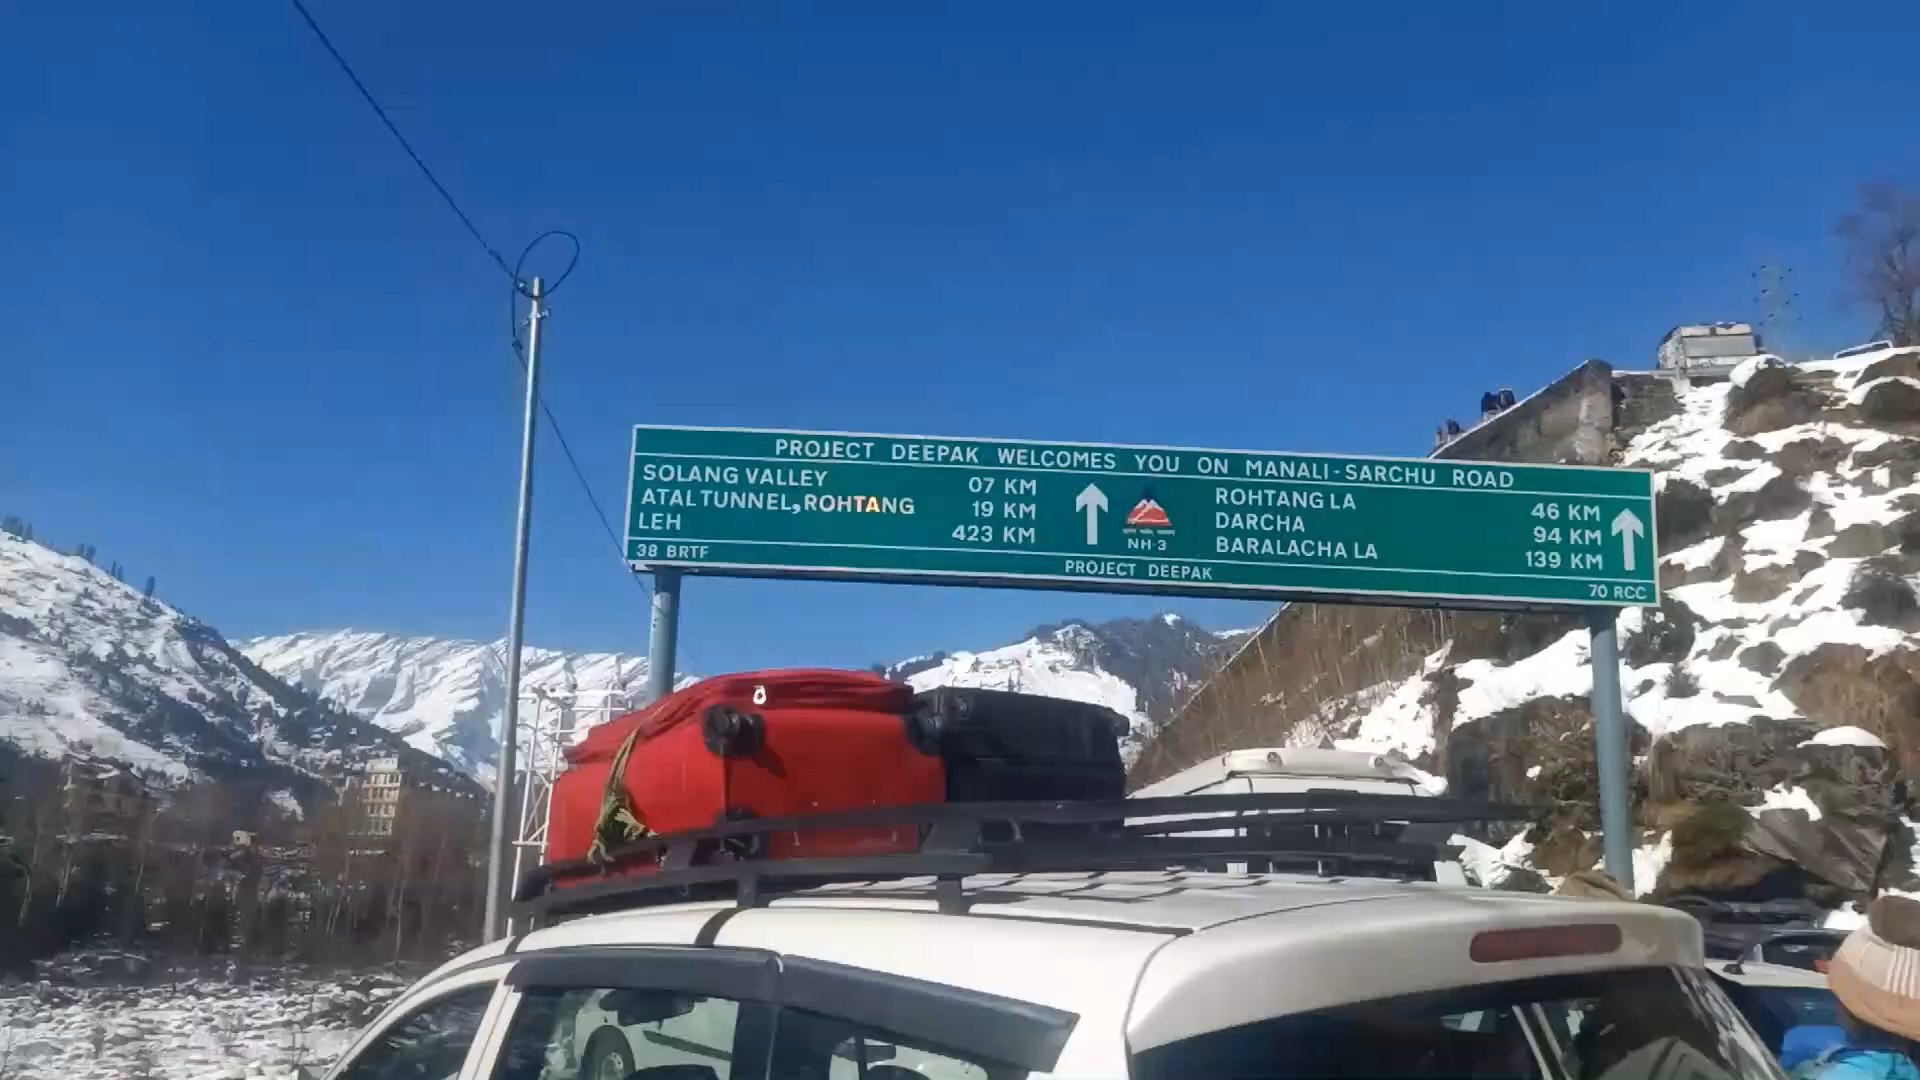 PROJECT DEEPAK WELCOMES YOU ON MANALI-SARCHU ROAD
SOLANG VALLEY 07 KM
ATAL TUNNEL, ROHTANG 19 KM
LEH 423 KM
NH-3
ROHTANG LA 46 KM
DARCHA 94 KM
BARALACHA LA 139 KM
38 BRTF PROJECT DEEPAK 70 RCC